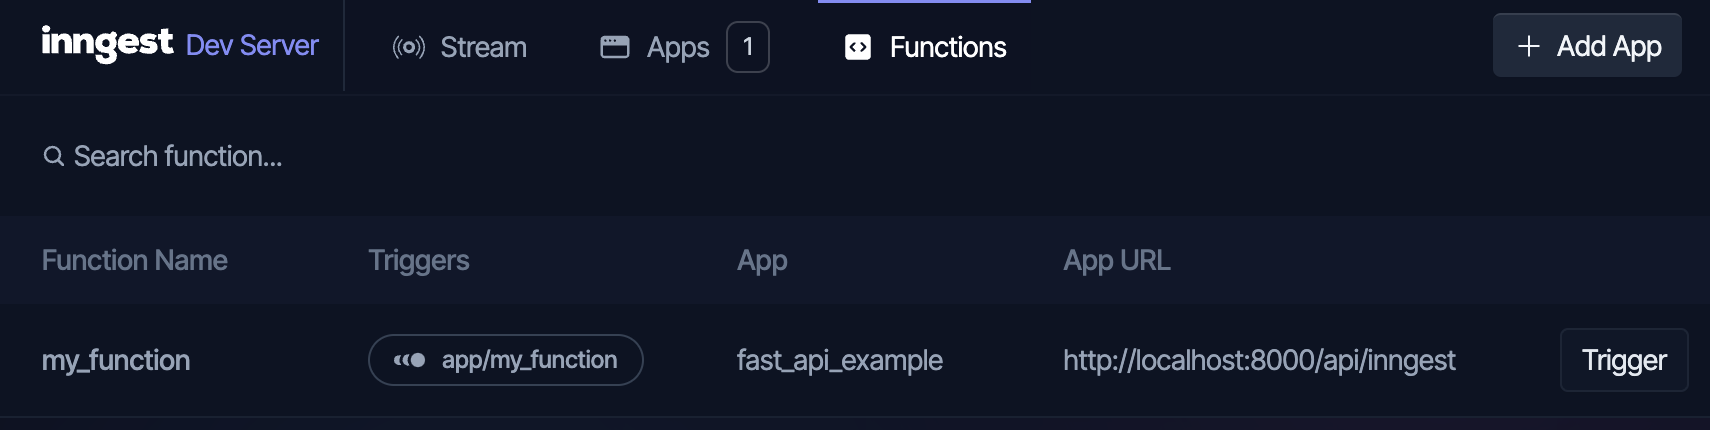 inngest Dev Server Stream Apps 1 Functions Add App
Search function...
Function Name Triggers App App URL
my_function app/my_function fast_api_example http://localhost:8000/api/inngest Trigger